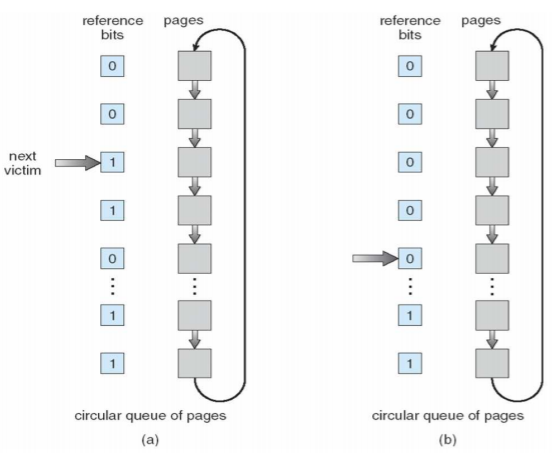 reference bits
pages
0
0
next victim
1
1
0
1
1
circular queue of pages
(a)
reference bits
pages
0
0
0
0
0
1
1
circular queue of pages
(b)